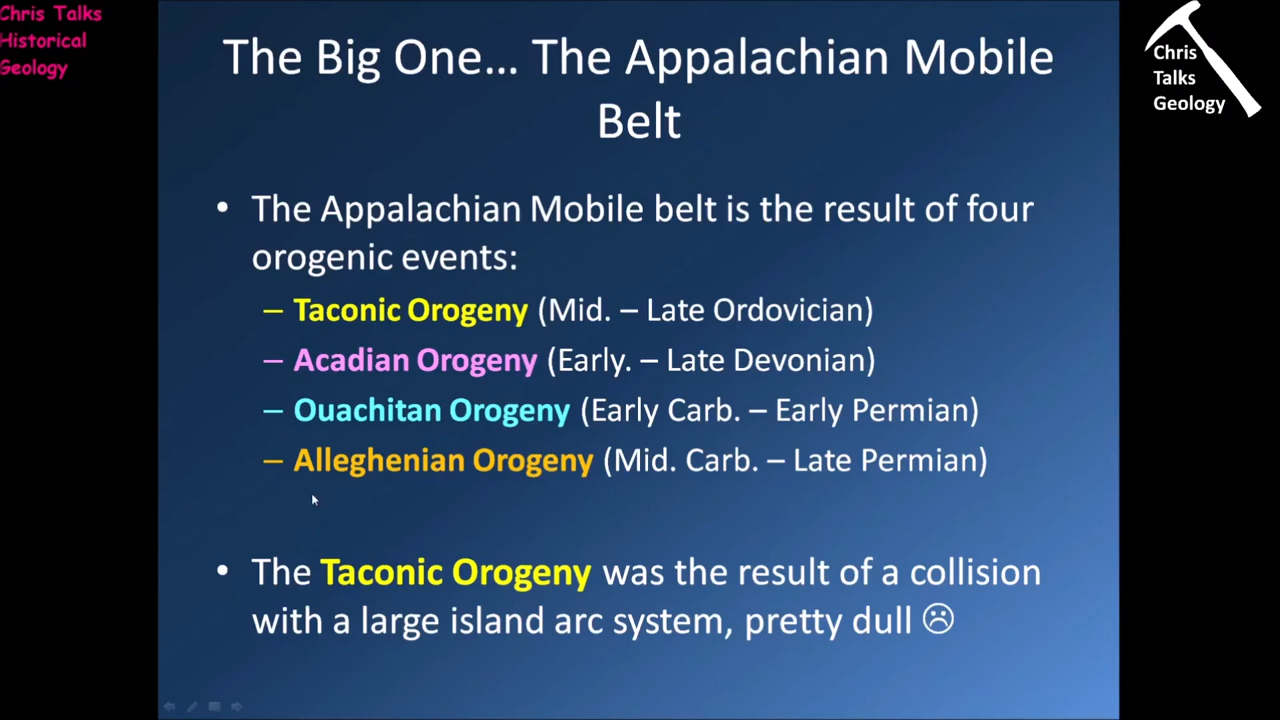 Chris Talks
Historical
Geology
Chris
Talks
Geology
The Big One... The Appalachian Mobile
Belt
• The Appalachian Mobile belt is the result of four
orogenic events:
– Taconic Orogeny (Mid. – Late Ordovician)
– Acadian Orogeny (Early. – Late Devonian)
– Ouachitan Orogeny (Early Carb. – Early Permian)
– Alleghenian Orogeny (Mid. Carb. – Late Permian)
• The Taconic Orogeny was the result of a collision
with a large island arc system, pretty dull ☹